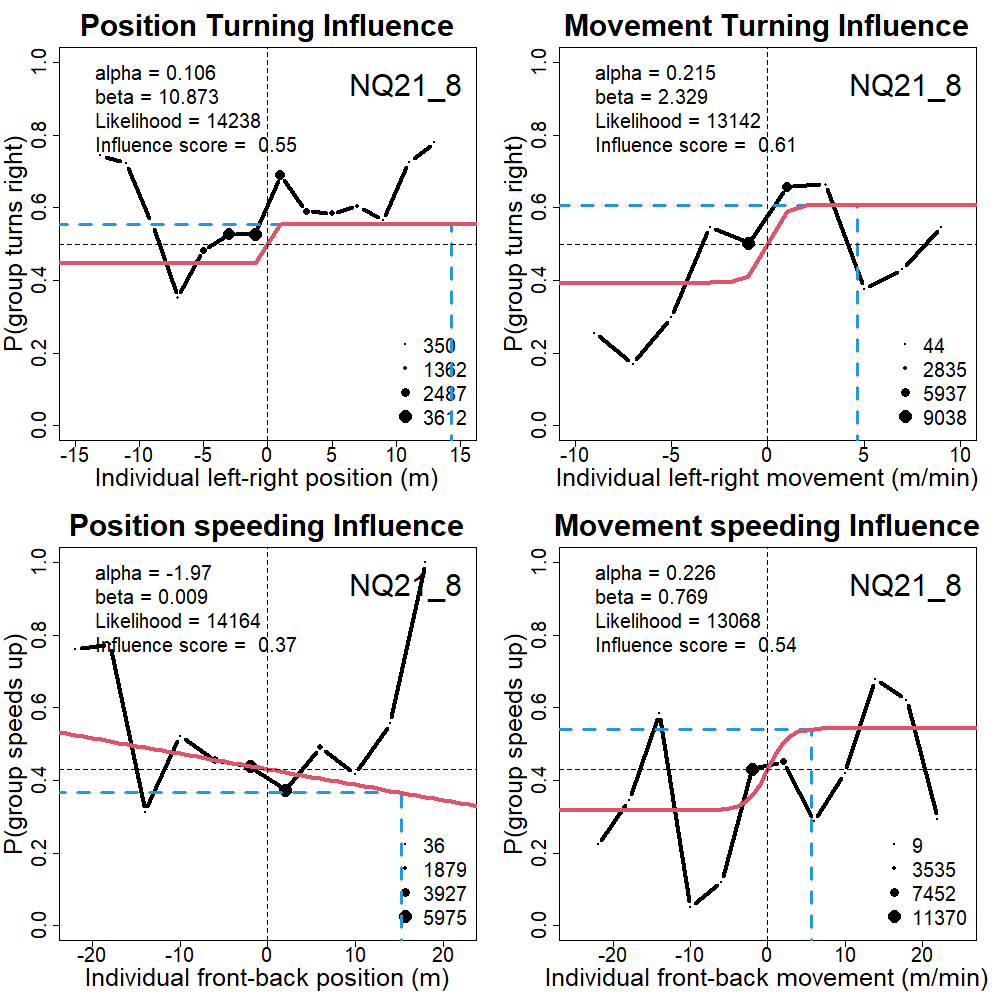 Position Turning Influence
alpha = 0.106
beta = 10.873
Likelihood = 14238
Influence score = 0.55
NQ21_8
P(group turns right)
0.0 0.2 0.4 0.6 0.8 1.0
350
1362
2487
3612
-15 -10 -5 0 5 10 15
Individual left-right position (m)
Movement Turning Influence
alpha = 0.215
beta = 2.329
Likelihood = 13142
Influence score = 0.61
NQ21_8
P(group turns right)
0.0 0.2 0.4 0.6 0.8 1.0
44
2835
5937
9038
-10 -5 0 5 10
Individual left-right movement (m/min)
Position speeding Influence
alpha = -1.97
beta = 0.009
Likelihood = 14164
Influence score = 0.37
NQ21_8
P(group speeds up)
0.0 0.2 0.4 0.6 0.8 1.0
36
1879
3927
5975
-20 -10 0 10 20
Individual front-back position (m)
Movement speeding Influence
alpha = 0.226
beta = 0.769
Likelihood = 13068
Influence score = 0.54
NQ21_8
P(group speeds up)
0.0 0.2 0.4 0.6 0.8 1.0
9
3535
7452
11370
-20 -10 0 10 20
Individual front-back movement (m/min)